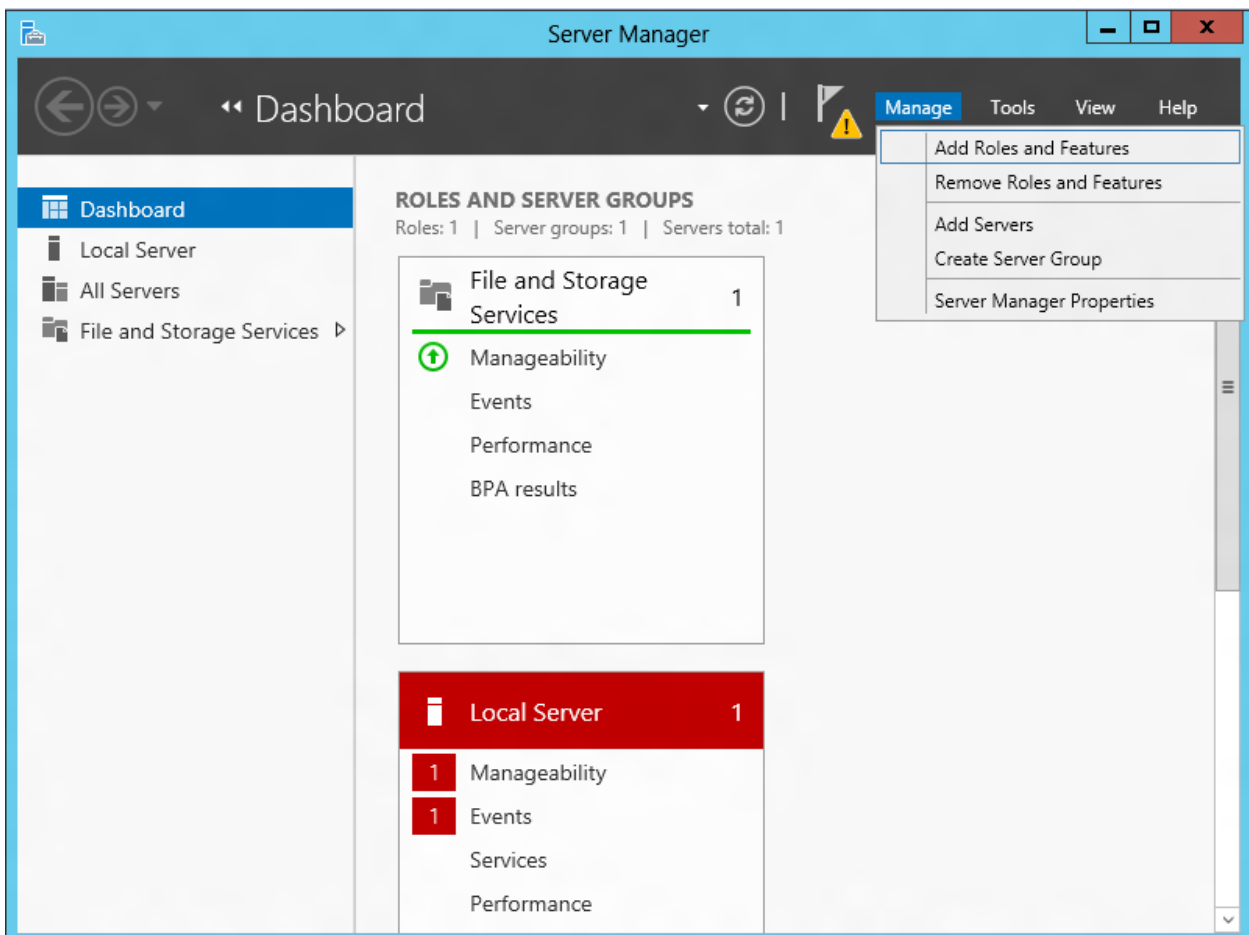 Server Manager
Dashboard
Manage Tools View Help
Add Roles and Features
Remove Roles and Features
Add Servers
Create Server Group
Server Manager Properties
Dashboard
Local Server
All Servers
File and Storage Services
ROLES AND SERVER GROUPS
Roles: 1 | Server groups: 1 | Servers total: 1
File and Storage
Services 1
Manageability
Events
Performance
BPA results
Local Server 1
1 Manageability
1 Events
Services
Performance